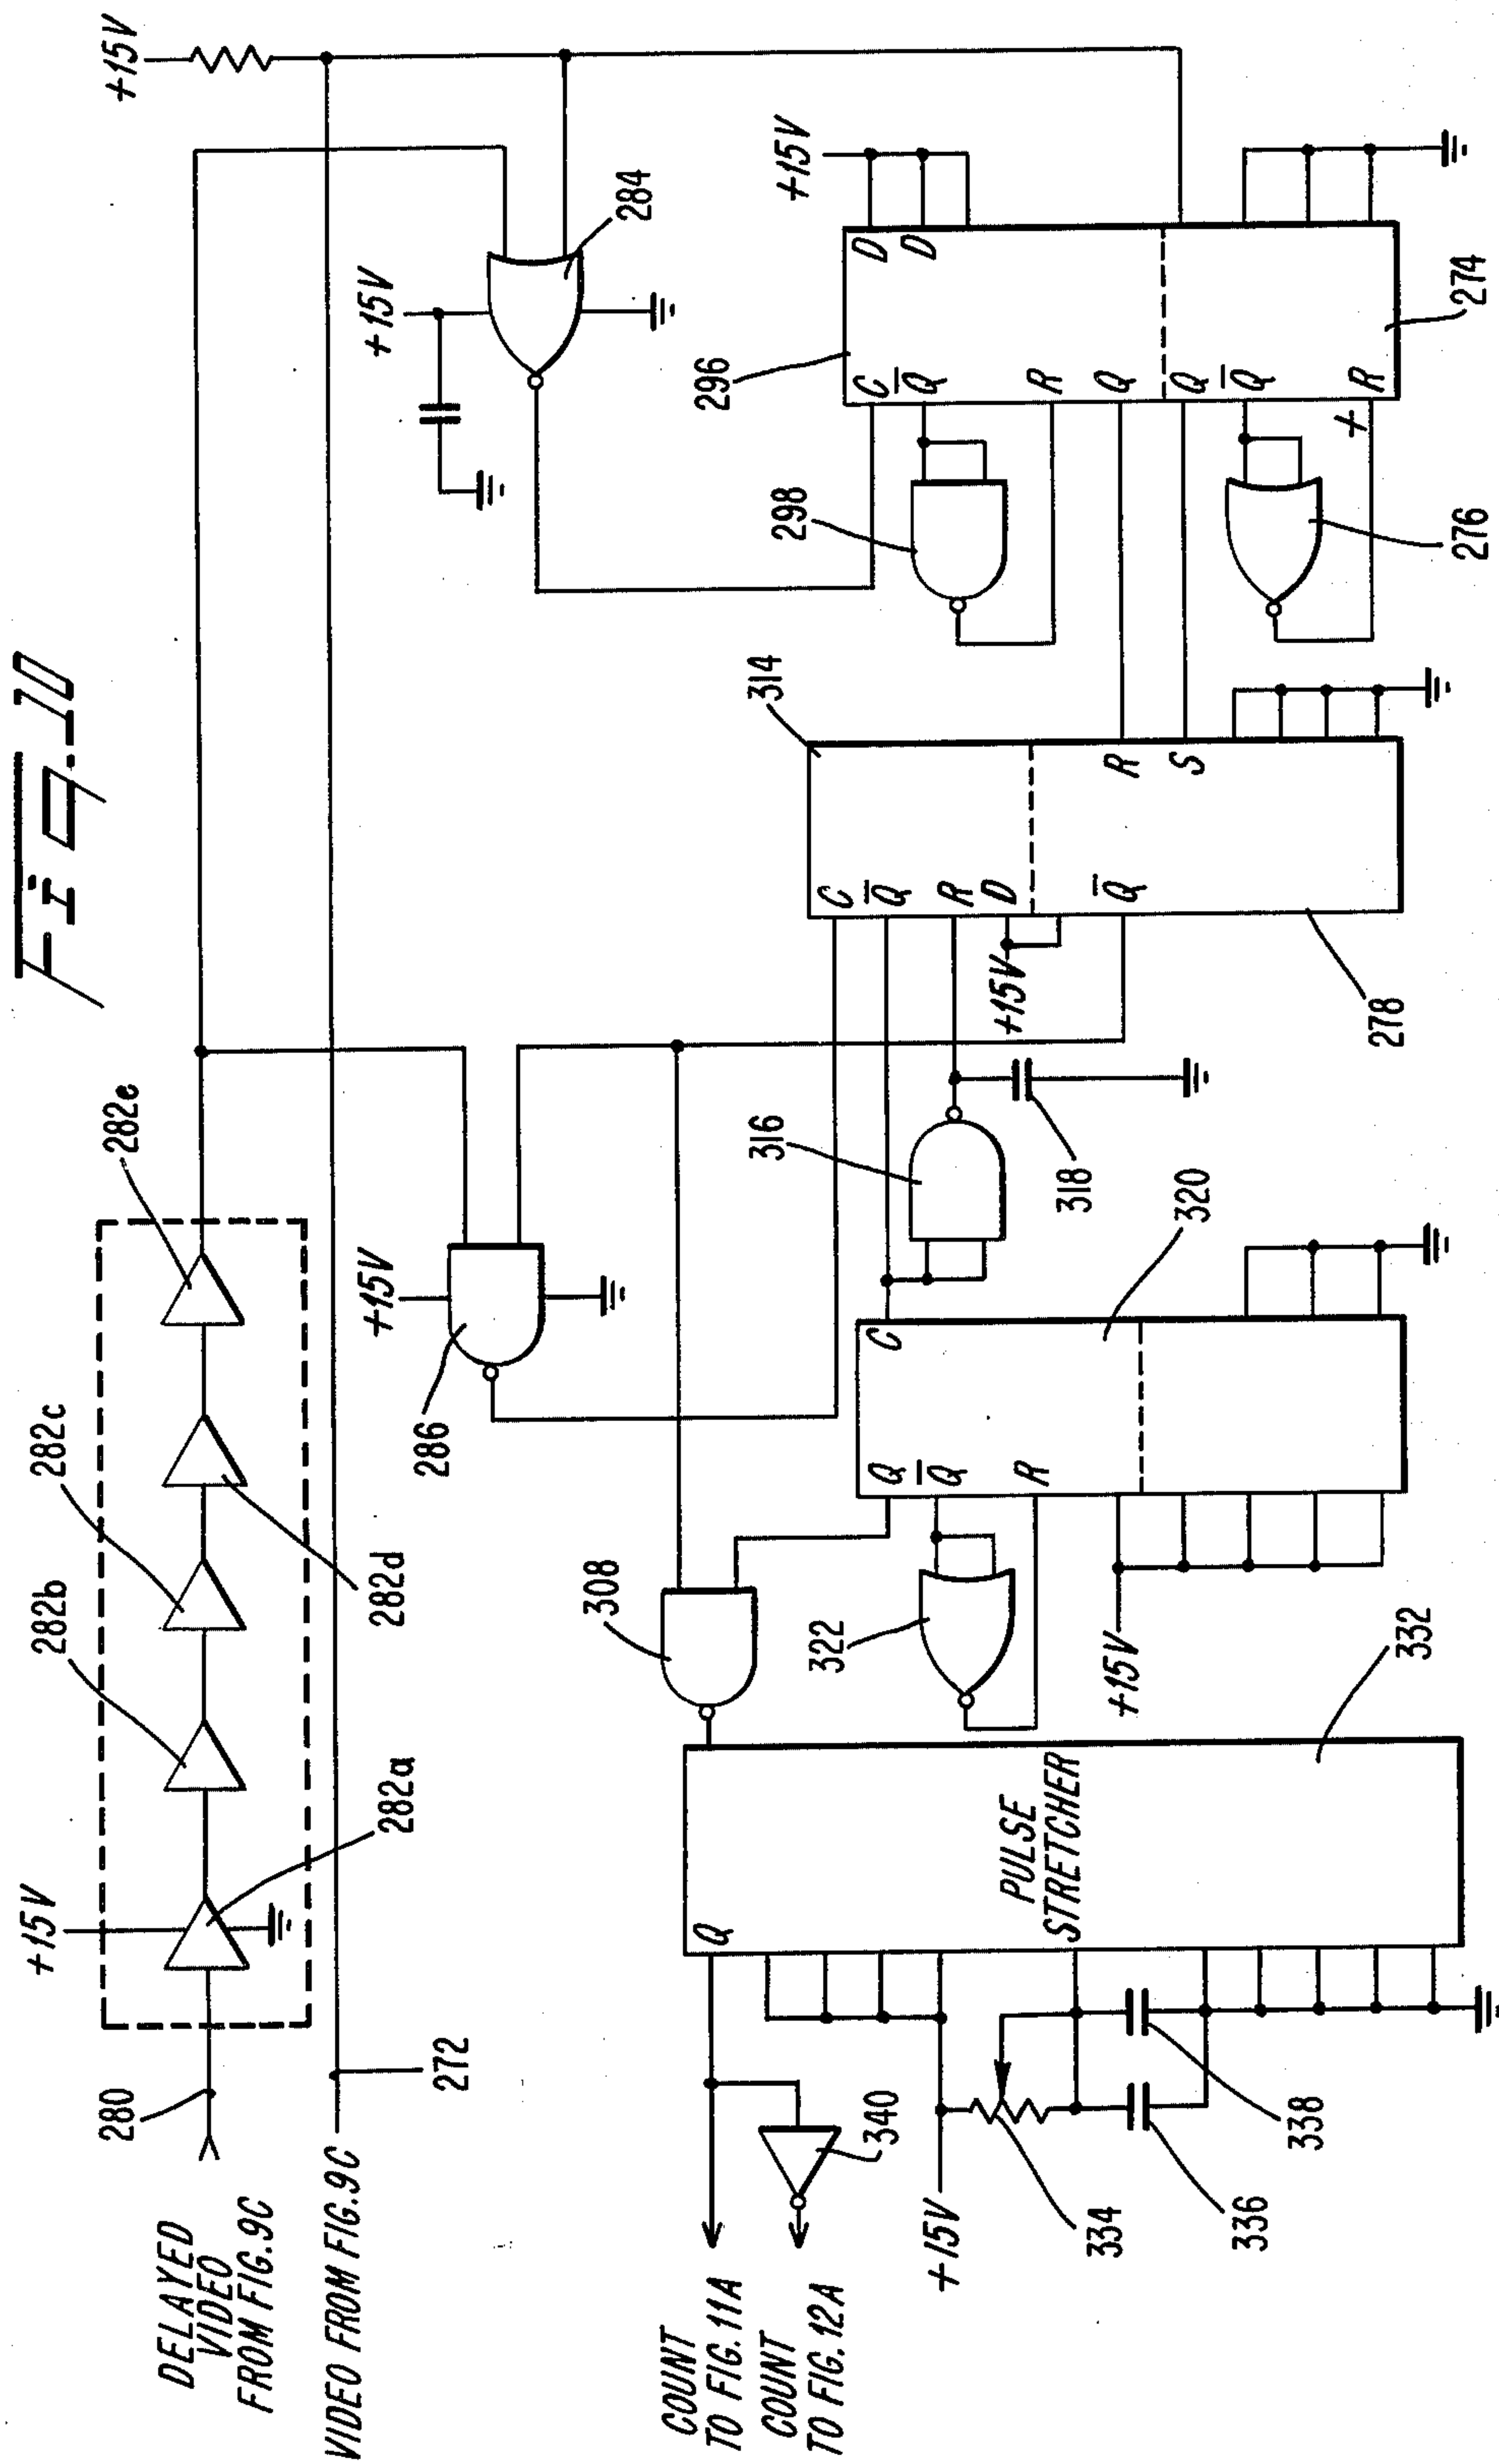 FIG. 10
+15V
282e
282c
282b
282d
282a
+15V
280
DELAYED
VIDEO
FROM FIG. 9C
272
VIDEO FROM FIG. 9C
+15V
284
+15V
286
+15V
296
C
D
Q
D
298
R
Q
Q
Q
R
+
276
274
314
C
Q
R
D
+15V
R
S
Q
278
316
318
320
C
Q
Q
R
308
322
+15V
332
PULSE
STRETCHER
Q
340
+15V
334
336
338
COUNT
TO FIG. 11A
COUNT
TO FIG. 12A